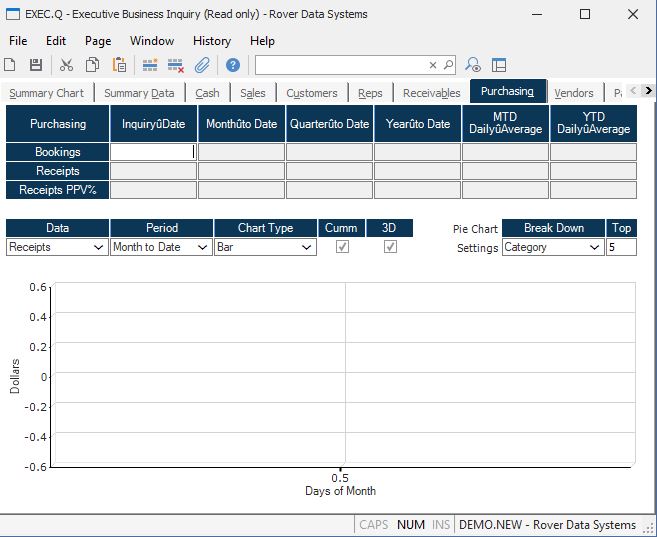 EXEC.Q - Executive Business Inquiry (Read only) - Rover Data Systems
File Edit Page Window History Help
Summary Chart Summary Data Cash Sales Customers Reps Receivables Purchasing Vendors
Purchasing InquiryûDate Monthûto Date Quarterûto Date Yearûto Date MTD DailyûAverage YTD DailyûAverage
Bookings
Receipts
Receipts PPV%
Data Period Chart Type Cumm 3D Pie Chart Break Down Top
Receipts Month to Date Bar Settings Category 5
0.6
0.4
0.2
0
-0.2
-0.4
-0.6
Dollars
0.5
Days of Month
CAPS NUM INS DEMO.NEW - Rover Data Systems